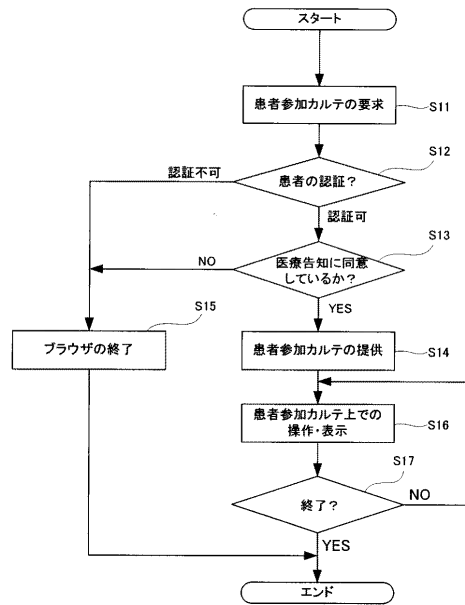 スタート
患者参加カルテの要求
S11
S12
認証不可
患者の認証？
認証可
S13
NO
医療告知に同意
しているか？
YES
S15
ブラウザの終了
患者参加カルテの提供
S14
患者参加カルテ上での
操作・表示
S16
S17
終了？
NO
YES
エンド